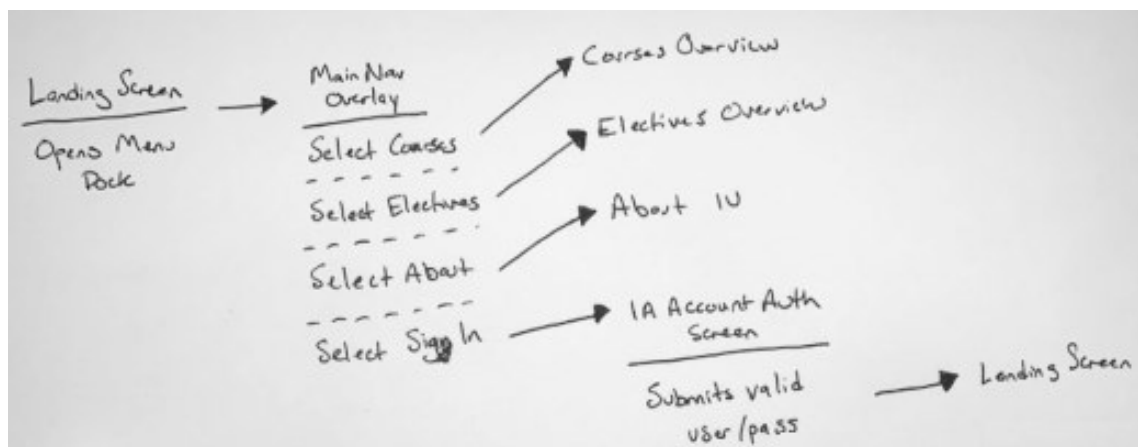 Landing Screen
Opens Menu
Dock
Main Nav
Overlay
Select Courses
Select Electives
Select About
Select Sign In
Courses Overview
Electives Overview
About IU
IA Account Auth
Screen
Submits valid
user/pass
Landing Screen